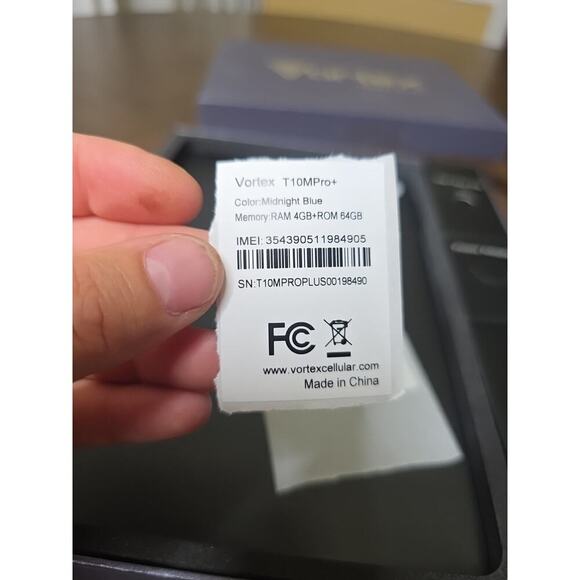 Vortex
Vortex T10MPro+
Color:Midnight Blue
Memory:RAM 4GB+ROM 64GB
IMEI: 354390511984905
SN:T10MPROPLUS00198490
FC
www.vortexcellular.com
Made in China